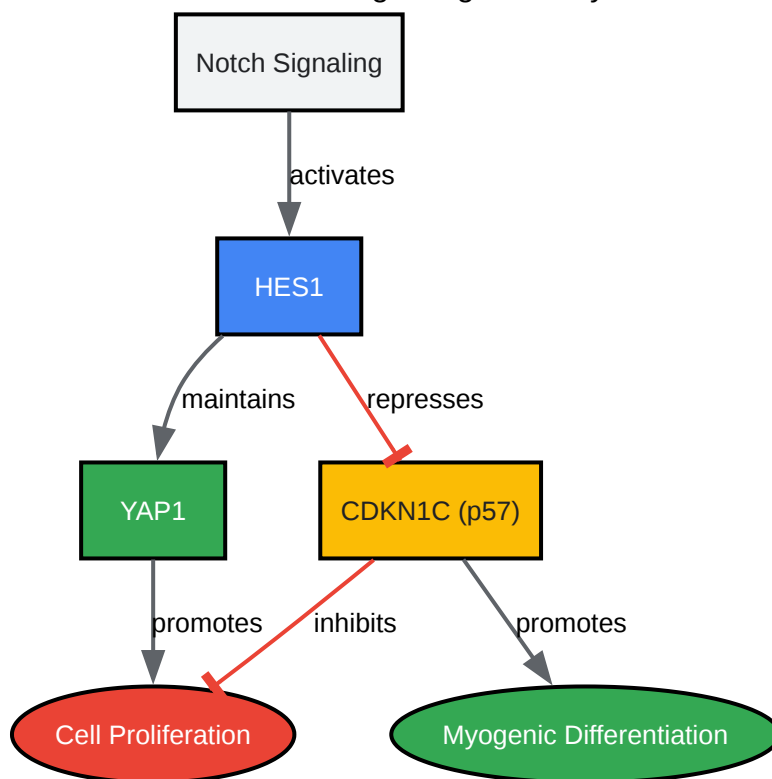 Notch Signaling
activates
HES1
maintains
represses
YAP1
CDKN1C (p57)
promotes
inhibits
promotes
Cell Proliferation
Myogenic Differentiation